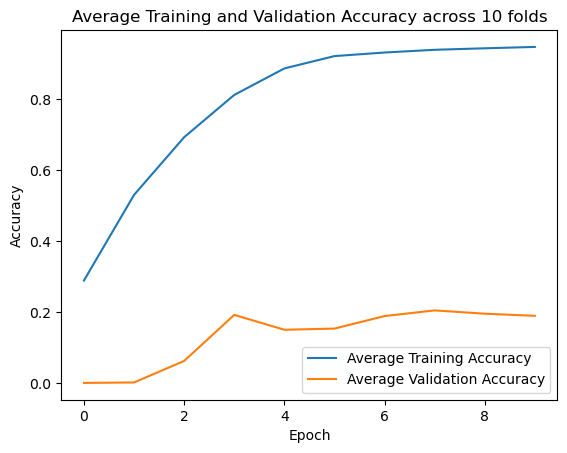 Average Training and Validation Accuracy across 10 folds
Accuracy
0.8
0.6
0.4
0.2
0.0
Average Training Accuracy
Average Validation Accuracy
0
2
4
6
8
Epoch